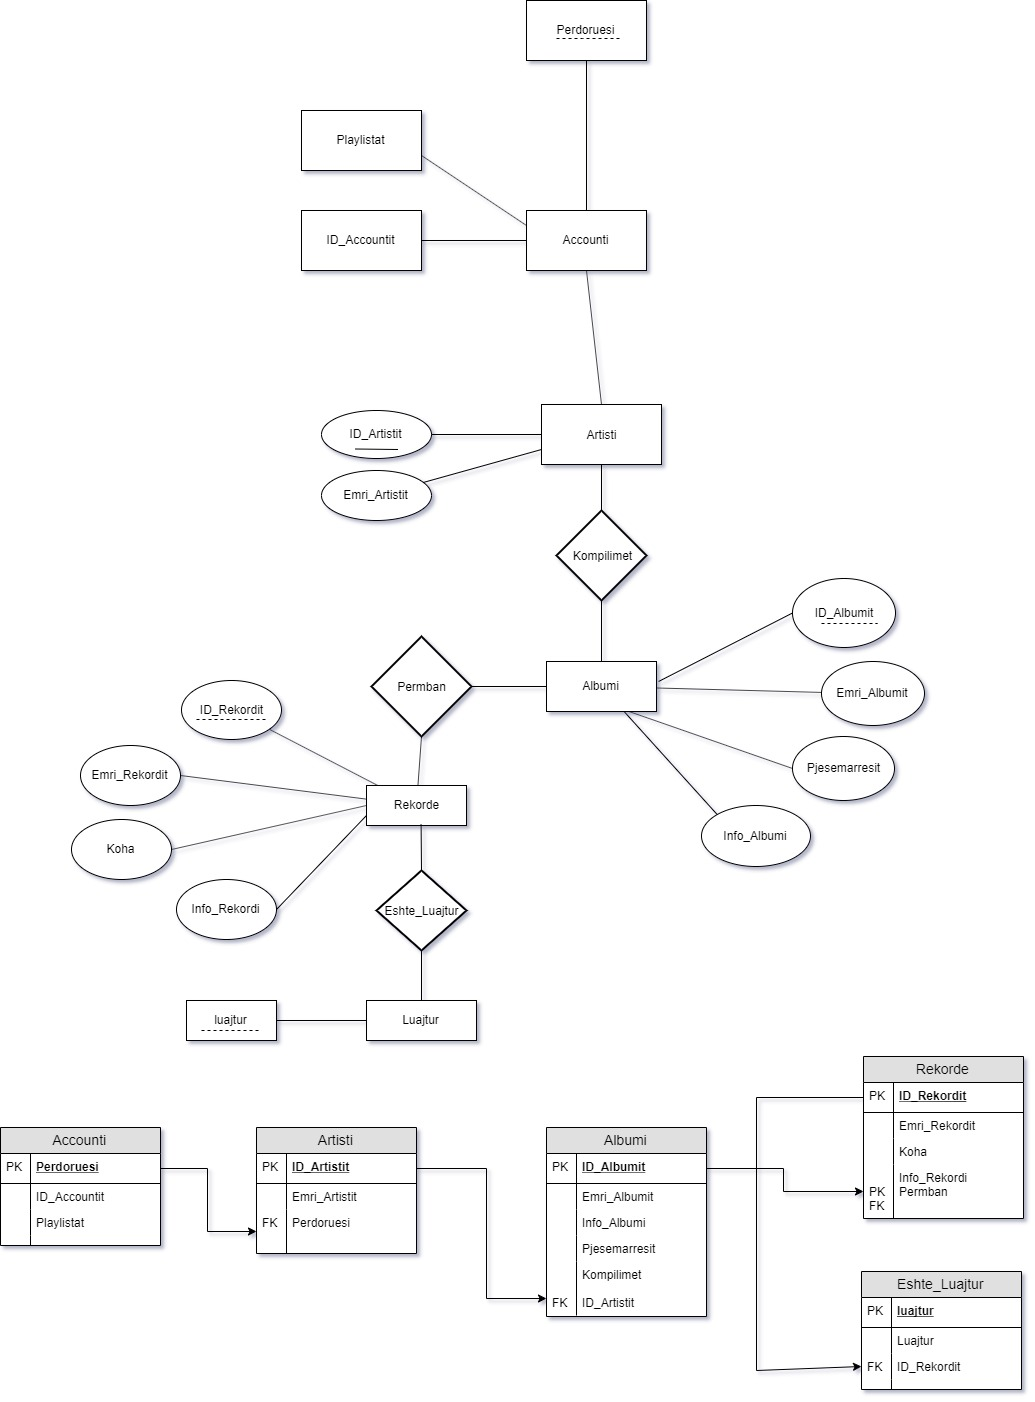 Perdoruesi
Playlistat
ID_Accountit
Accounti
ID_Artistit
Artisti
Emri_Artistit
Kompilimet
ID_Albumit
Permban
Albumi
Emri_Albumit
ID_Rekordit
Pjesemarresit
Emri_Rekordit
Rekorde
Info_Albumi
Koha
Info_Rekordi
Eshte_Luajtur
luajtur
Luajtur
Accounti
PK Perdoruesi
ID_Accountit
Playlistat
Artisti
PK ID_Artistit
Emri_Artistit
FK Perdoruesi
Albumi
PK ID_Albumit
Emri_Albumit
Info_Albumi
Pjesemarresit
Kompilimet
FK ID_Artistit
Rekorde
PK ID_Rekordit
Emri_Rekordit
Koha
Info_Rekordi
PK Permban
FK
Eshte_Luajtur
PK luajtur
Luajtur
FK ID_Rekordit